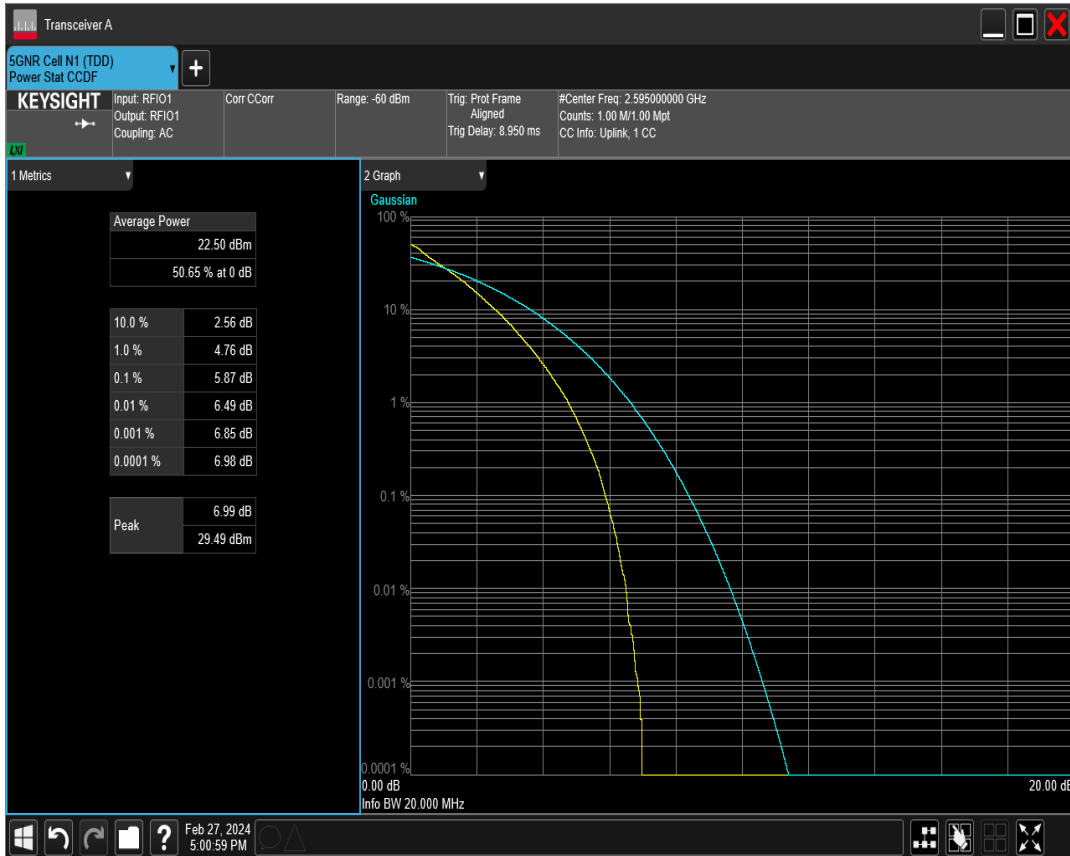 Transceiver A
5GNR Cell N1 (TDD)
Power Stat CCDF
KEYSIGHT
LXI
Input: RFIO1
Output: RFIO1
Coupling: AC
Corr CCorr
Range: -60 dBm
Trig: Prot Frame
Aligned
Trig Delay: 8.950 ms
#Center Freq: 2.595000000 GHz
Counts: 1.00 M/1.00 Mpt
CC Info: Uplink, 1 CC
1 Metrics
Average Power
22.50 dBm
50.65 % at 0 dB
10.0 % 2.56 dB
1.0 % 4.76 dB
0.1 % 5.87 dB
0.01 % 6.49 dB
0.001 % 6.85 dB
0.0001 % 6.98 dB
Peak
6.99 dB
29.49 dBm
2 Graph
Gaussian
100 %
10 %
1 %
0.1 %
0.01 %
0.001 %
0.0001 %
0.00 dB 20.00 dB
Info BW 20.000 MHz
?
Feb 27, 2024
5:00:59 PM